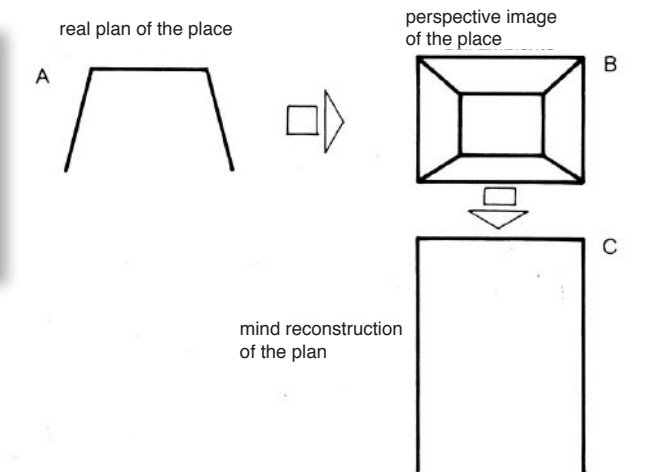 real plan of the place
perspective image
of the place
A
B
C
mind reconstruction
of the plan